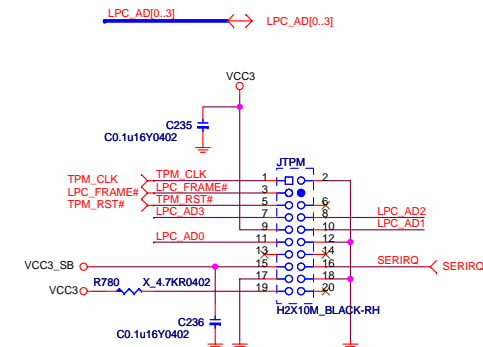 LPC_AD[0..3]
LPC_AD[0..3]
VCC3
C235
C0.1u16Y0402
JTPM
TPM_CLK
TPM_CLK
1
2
LPC_FRAME#
LPC_FRAME#
3
TPM_RST#
TPM_RST#
5
6
LPC_AD3
7
8
LPC_AD2
9
10
LPC_AD1
LPC_AD0
11
12
13
14
VCC3_SB
15
16
SERIRQ
SERIRQ
17
18
VCC3
R780
X_4.7KR0402
19
20
H2X10M_BLACK-RH
C236
C0.1u16Y0402